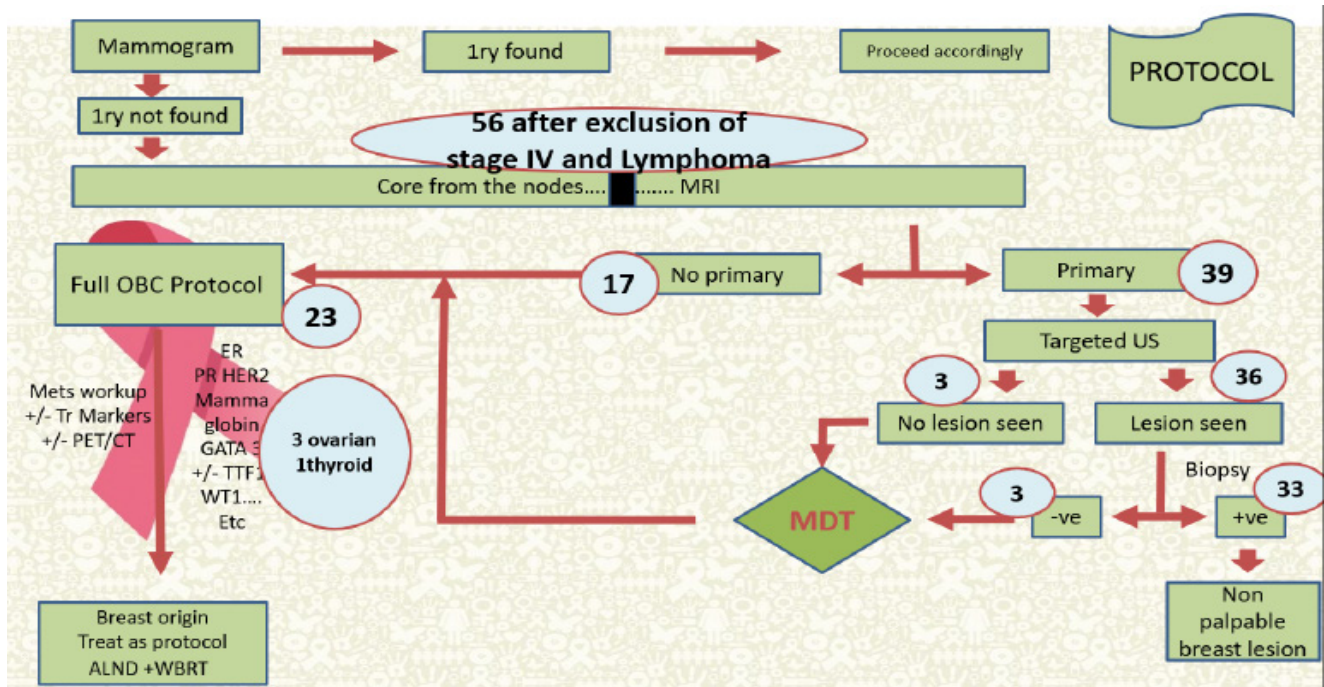 Mammogram
1ry found
Proceed accordingly
PROTOCOL
1ry not found
56 after exclusion of
stage IV and Lymphoma
Core from the nodes.... ....... MRI
Full OBC Protocol
23
17
No primary
Primary
39
Targeted US
3
36
No lesion seen
Lesion seen
Mets workup
+/- Tr Markers
+/- PET/CT
ER
PR HER2
Mamma
globin
GATA 3
+/- TTF1
WT1....
Etc
3 ovarian
1thyroid
Biopsy
3
33
-ve
+ve
MDT
Breast origin
Treat as protocol
ALND +WBRT
Non
palpable
breast lesion